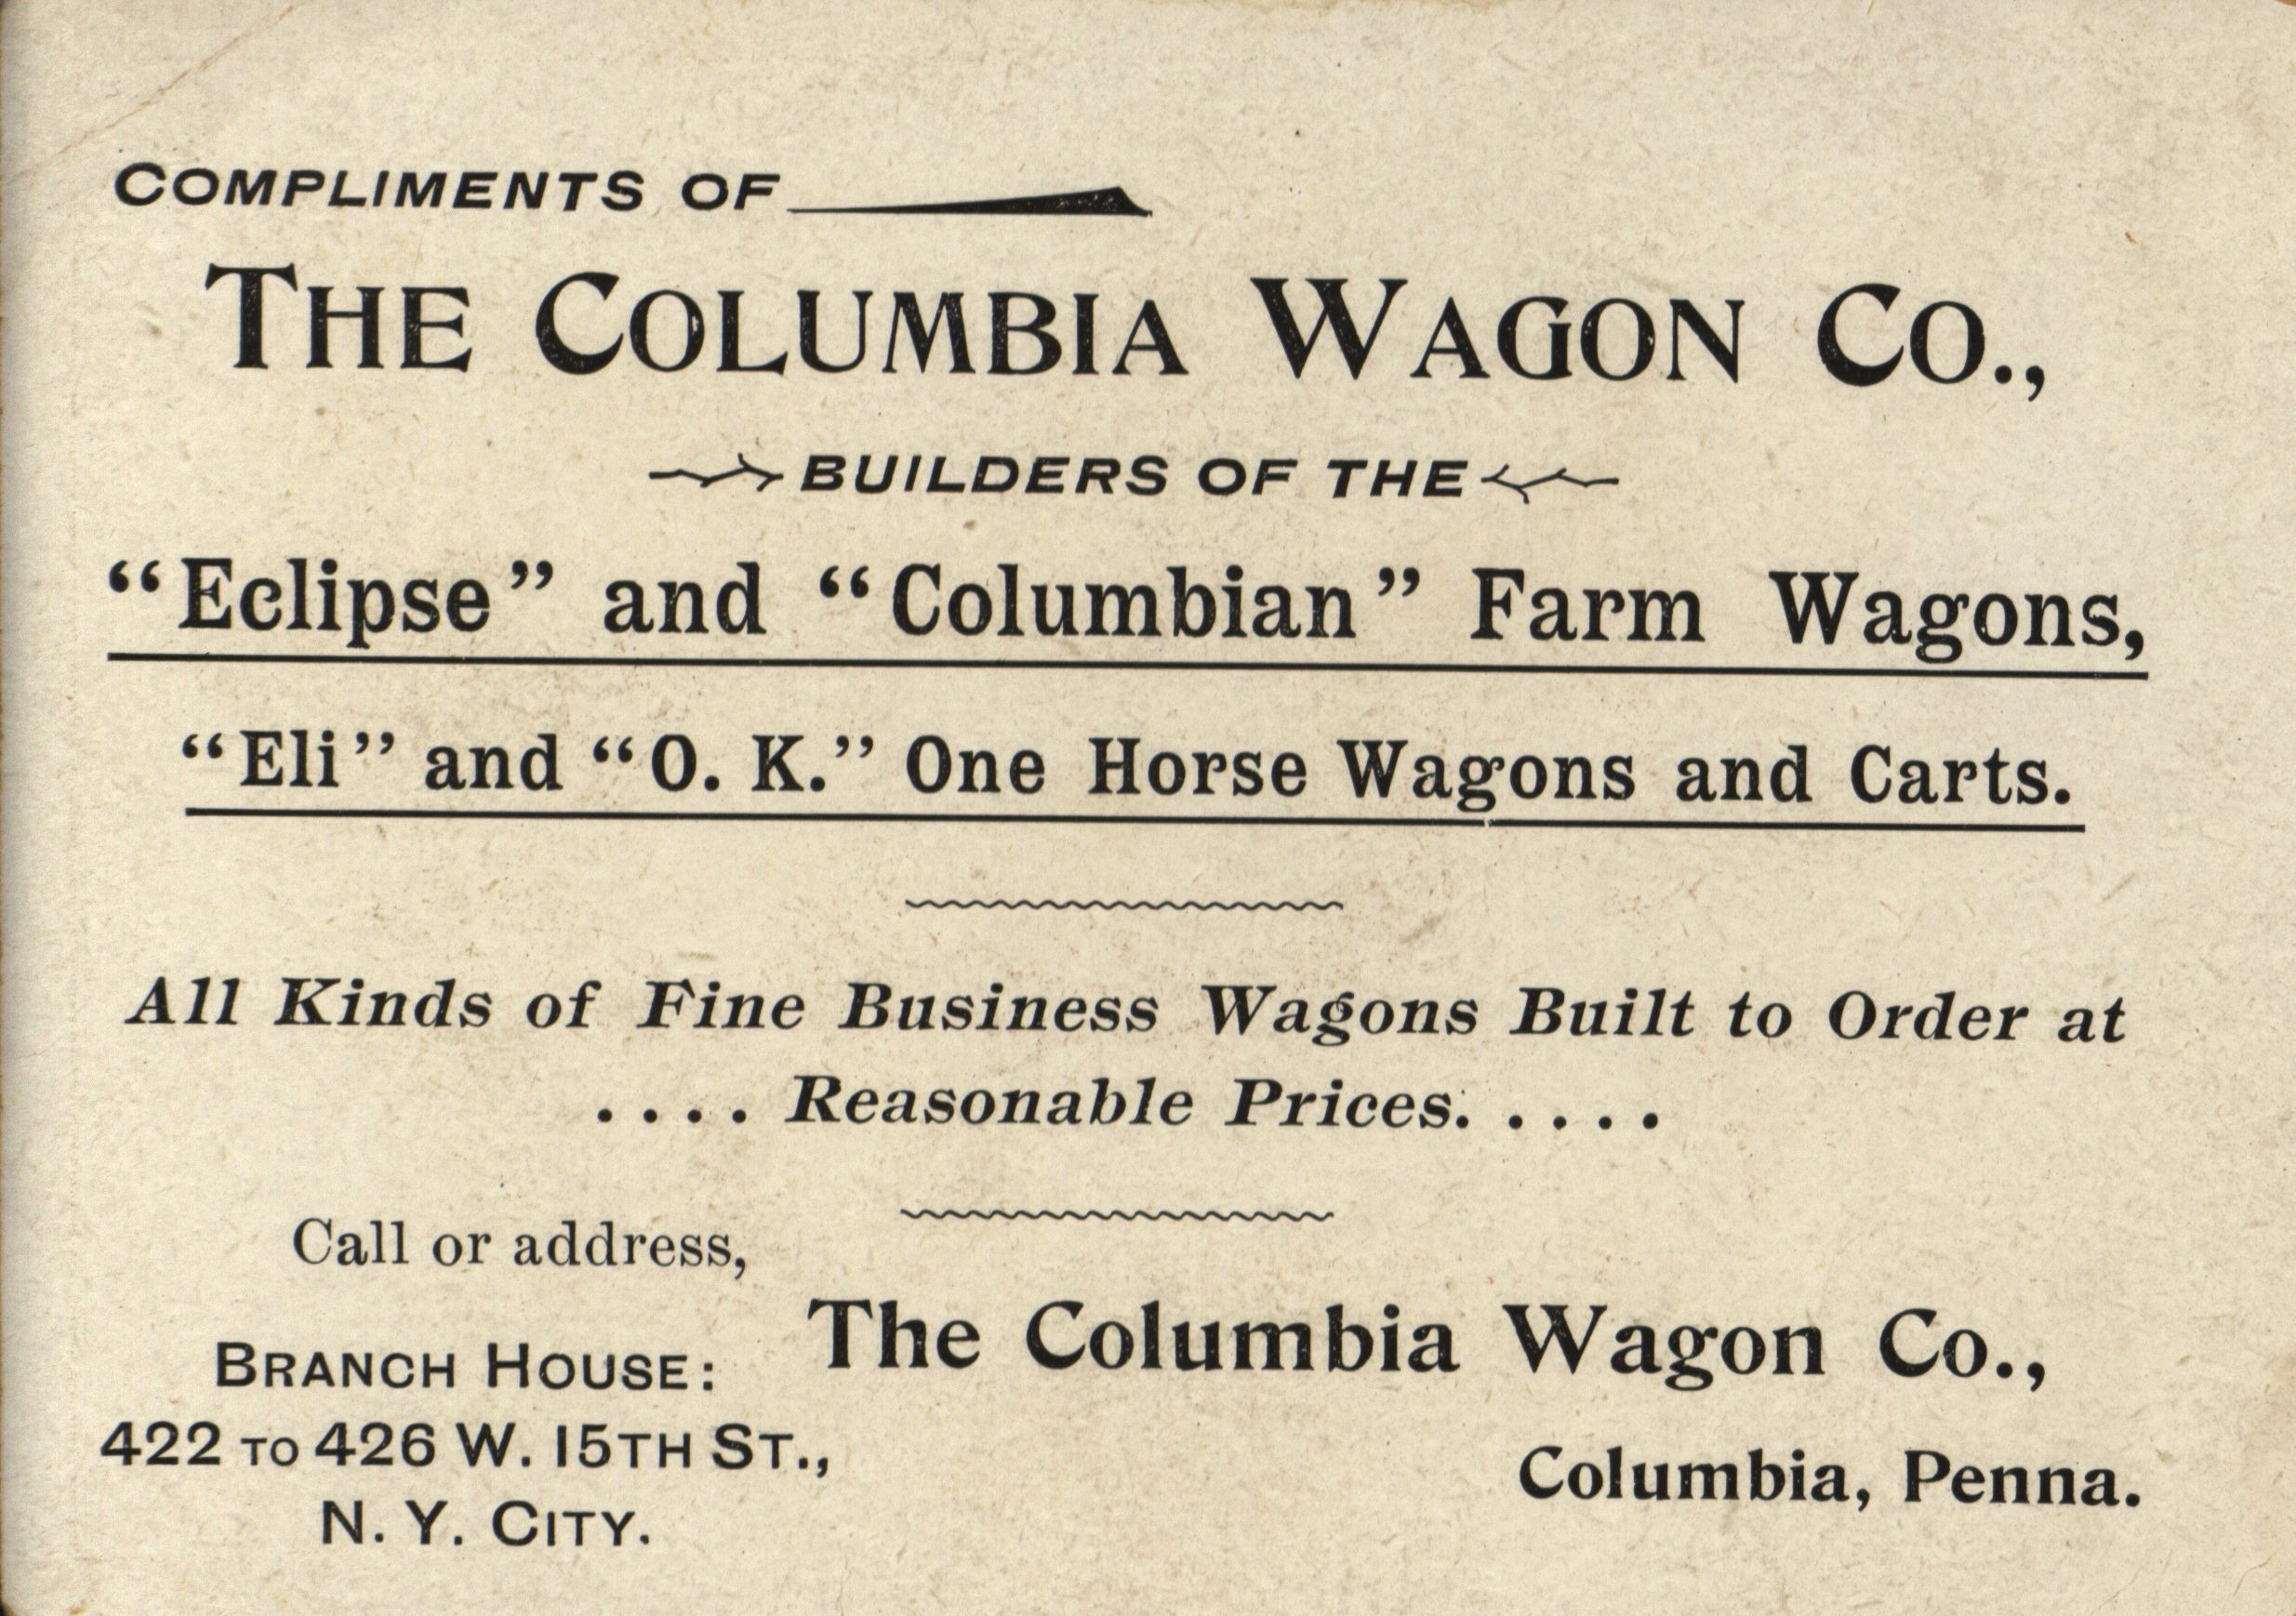 COMPLIMENTS OF
THE COLUMBIA WAGON CO.,
BUILDERS OF THE
“Eclipse” and “Columbian” Farm Wagons,
“Eli” and “O. K.” One Horse Wagons and Carts.
All Kinds of Fine Business Wagons Built to Order at
.... Reasonable Prices. ....
Call or address,
The Columbia Wagon Co.,
Columbia, Penna.
BRANCH HOUSE:
422 TO 426 W. 15TH ST.,
N. Y. CITY.